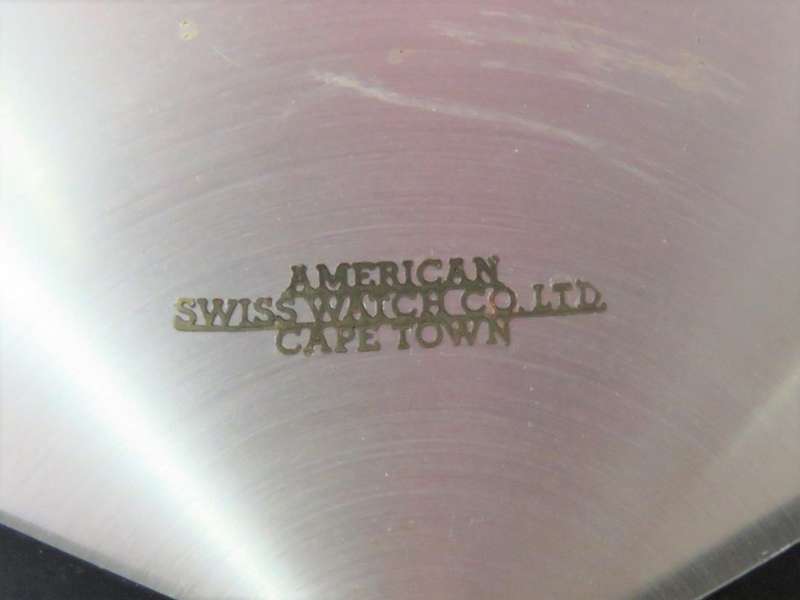 AMERICAN
SWISS WATCH CO. LTD.
CAPE TOWN